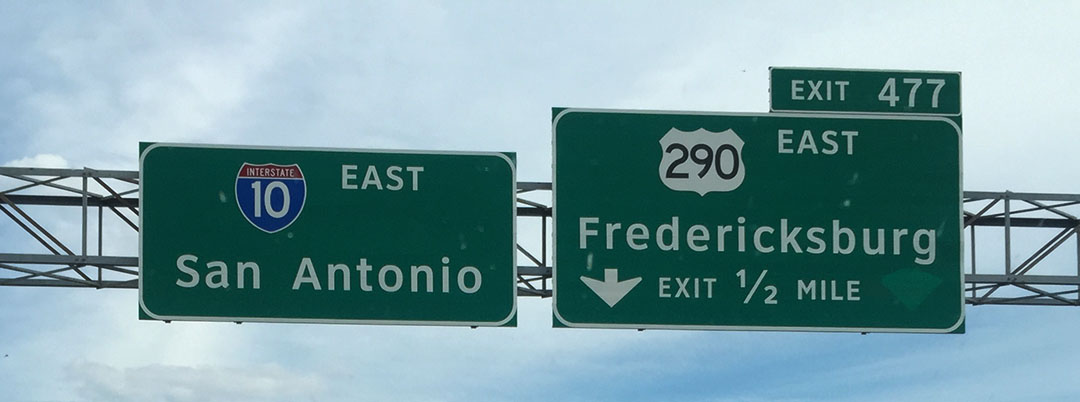 INTERSTATE
10 EAST
San Antonio
EXIT 477
290 EAST
Fredericksburg
EXIT 1/2 MILE